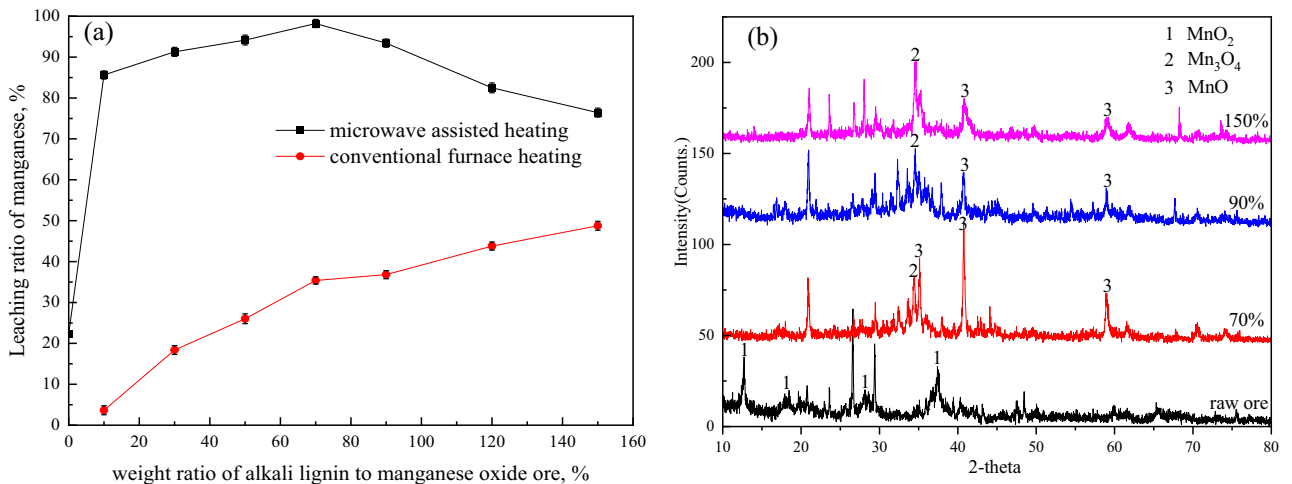 (a)
Leaching ratio of manganese, %
100
90
80
70
60
50
40
30
20
10
0
microwave assisted heating
conventional furnace heating
0 20 40 60 80 100 120 140 160
weight ratio of alkali lignin to manganese oxide ore, %
(b)
1 MnO₂
2 Mn₃O₄
3 MnO
Intensity(Counts.)
200
150
100
50
0
2 3 3 150%
2 3 3 90%
2 3 3 3 70%
1 1 1 1 raw ore
10 20 30 40 50 60 70 80
2-theta